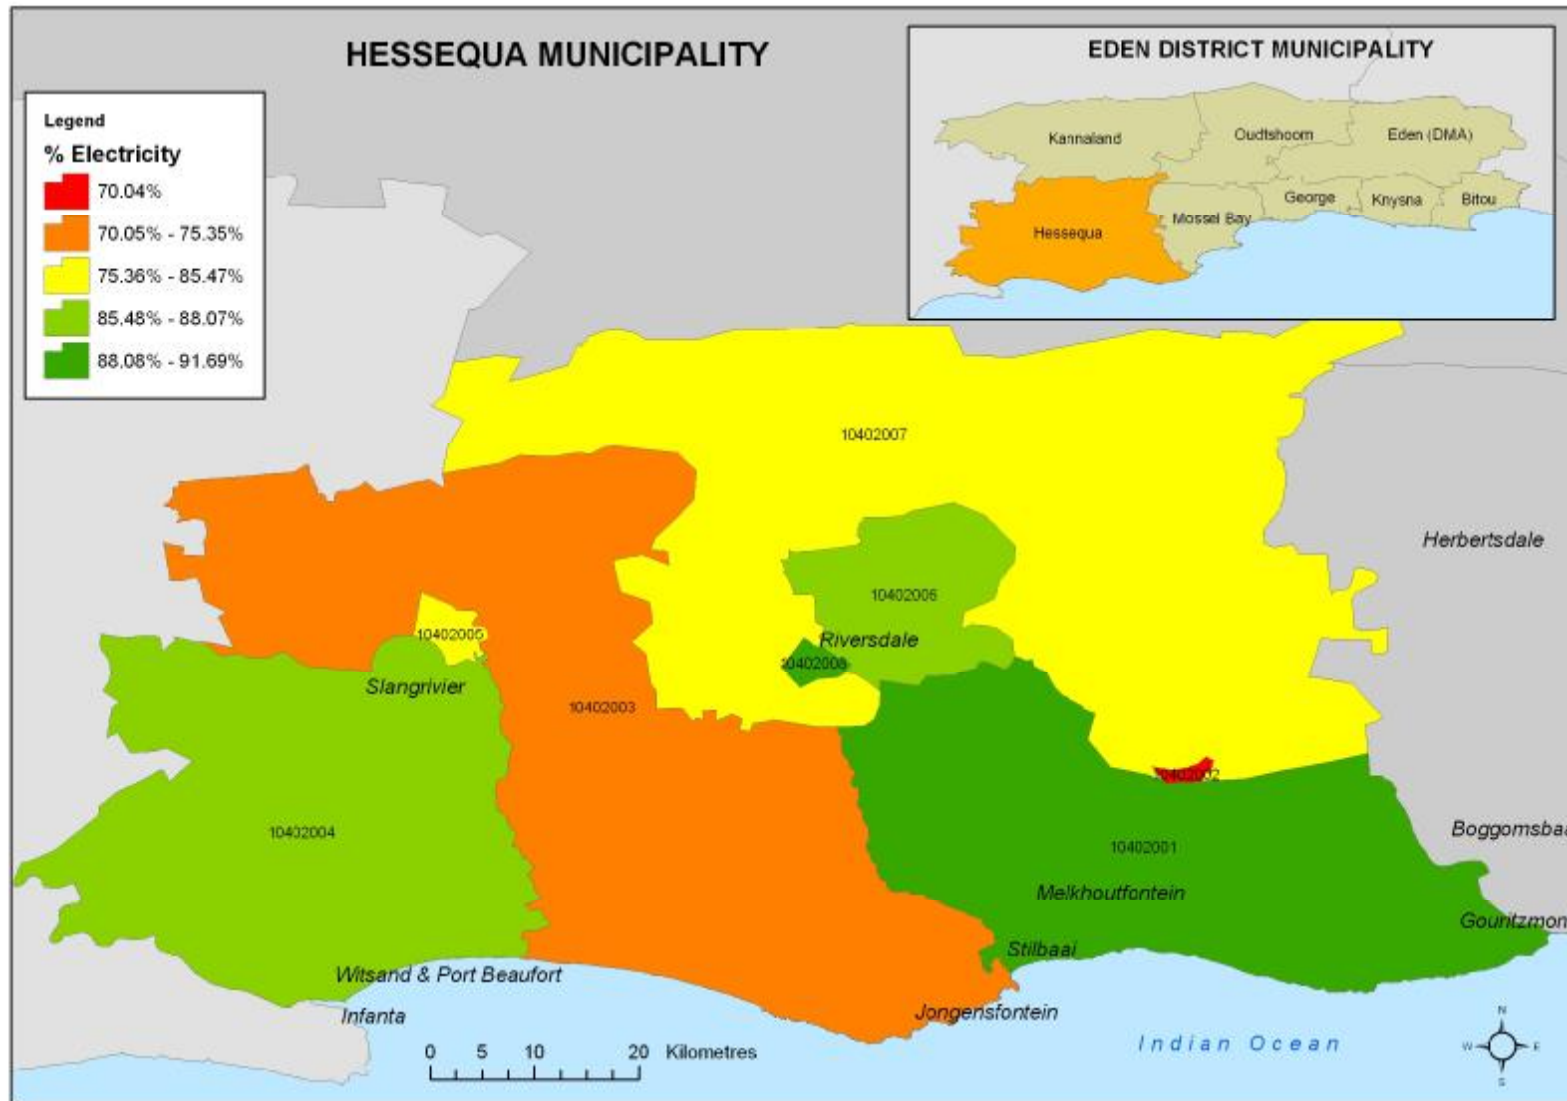 HESSEQUA MUNICIPALITY
EDEN DISTRICT MUNICIPALITY
Kannaland
Oudtshoorn
Eden (DMA)
Hessequa
Mossel Bay
George
Knysna
Bitou
Legend
% Electricity
70.04%
70.05% - 75.35%
75.36% - 85.47%
85.48% - 88.07%
88.08% - 91.69%
10402007
Herbertsdale
10402006
10402005
Riversdale
10402008
Slangrivier
10402003
10402002
10402004
Boggomsbaa
10402001
Melkhoutfontein
Gouritzmon
Stilbaai
Witsand & Port Beaufort
Infanta
Jongensfontein
Indian Ocean
0 5 10 20 Kilometres
N
W E
S